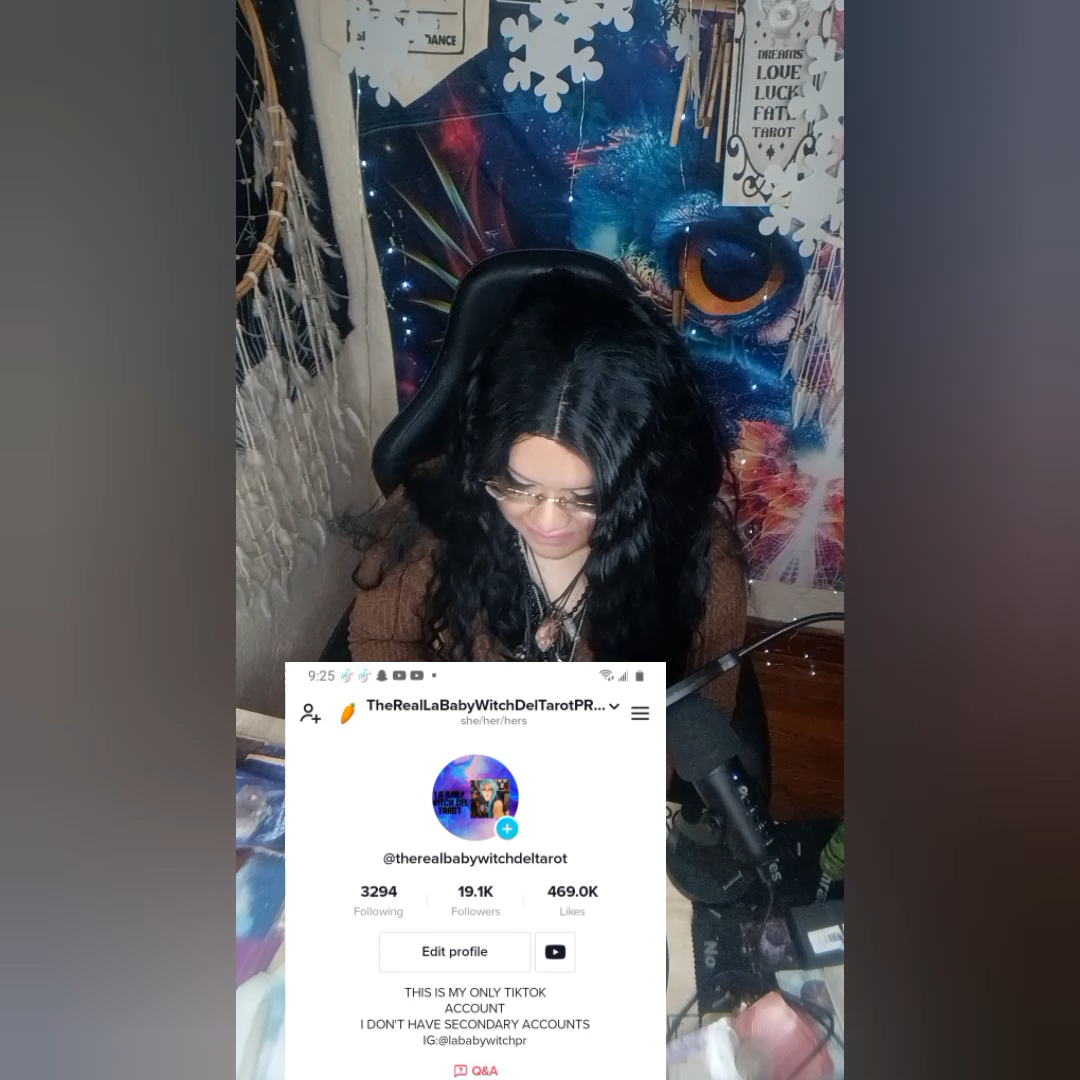 DANCE
DREAMS
LOVE
LUCK
FATE
TAROT
9:25
TheRealLaBabyWitchDelTarotPR...
she/her/hers
LA BABY
WITCH DEL
TAROT
@therealbabywitchdeltarot
3294 19.1K 469.0K
Following Followers Likes
Edit profile
THIS IS MY ONLY TIKTOK
ACCOUNT
I DON'T HAVE SECONDARY ACCOUNTS
IG:@lababywitchpr
Q&A
No